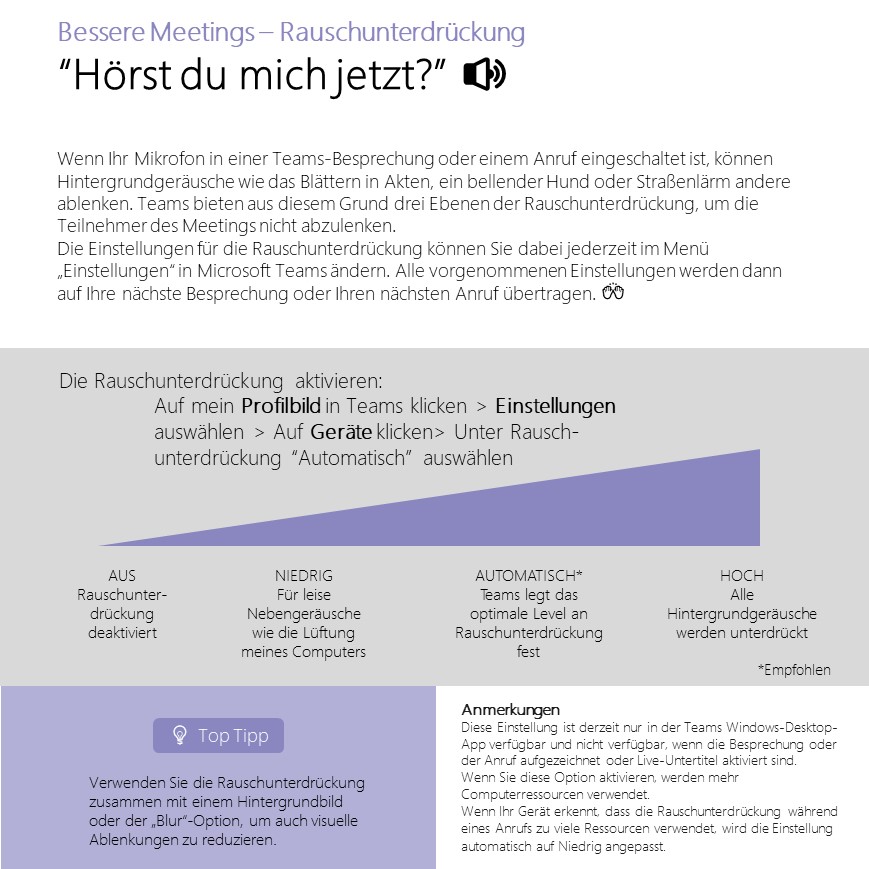 Bessere Meetings – Rauschunterdrückung
“Hörst du mich jetzt?”
Wenn Ihr Mikrofon in einer Teams-Besprechung oder einem Anruf eingeschaltet ist, können
Hintergrundgeräusche wie das Blättern in Akten, ein bellender Hund oder Straßenlärm andere
ablenken. Teams bieten aus diesem Grund drei Ebenen der Rauschunterdrückung, um die
Teilnehmer des Meetings nicht abzulenken.
Die Einstellungen für die Rauschunterdrückung können Sie dabei jederzeit im Menü
„Einstellungen“ in Microsoft Teams ändern. Alle vorgenommenen Einstellungen werden dann
auf Ihre nächste Besprechung oder Ihren nächsten Anruf übertragen.
Die Rauschunterdrückung aktivieren:
Auf mein Profilbild in Teams klicken > Einstellungen
auswählen > Auf Geräte klicken> Unter Rausch-
unterdrückung “Automatisch” auswählen
AUS
Rauschunter-
drückung
deaktiviert
NIEDRIG
Für leise
Nebengeräusche
wie die Lüftung
meines Computers
AUTOMATISCH*
Teams legt das
optimale Level an
Rauschunterdrückung
fest
HOCH
Alle
Hintergrundgeräusche
werden unterdrückt
*Empfohlen
Top Tipp
Verwenden Sie die Rauschunterdrückung
zusammen mit einem Hintergrundbild
oder der „Blur“-Option, um auch visuelle
Ablenkungen zu reduzieren.
Anmerkungen
Diese Einstellung ist derzeit nur in der Teams Windows-Desktop-
App verfügbar und nicht verfügbar, wenn die Besprechung oder
der Anruf aufgezeichnet oder Live-Untertitel aktiviert sind.
Wenn Sie diese Option aktivieren, werden mehr
Computerressourcen verwendet.
Wenn Ihr Gerät erkennt, dass die Rauschunterdrückung während
eines Anrufs zu viele Ressourcen verwendet, wird die Einstellung
automatisch auf Niedrig angepasst.